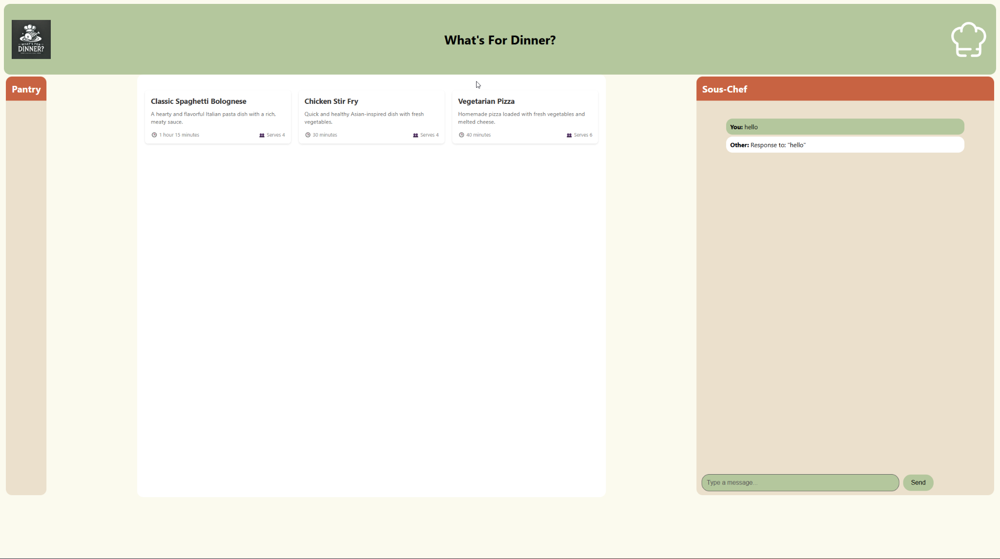 WHAT'S FOR
DINNER?
What's For Dinner?
Pantry
Classic Spaghetti Bolognese
A hearty and flavorful Italian pasta dish with a rich,
meaty sauce.
1 hour 15 minutes
Serves 4
Chicken Stir Fry
Quick and healthy Asian-inspired dish with fresh
vegetables.
30 minutes
Serves 4
Vegetarian Pizza
Homemade pizza loaded with fresh vegetables and
melted cheese.
40 minutes
Serves 6
Sous-Chef
You: hello
Other: Response to: "hello"
Type a message...
Send